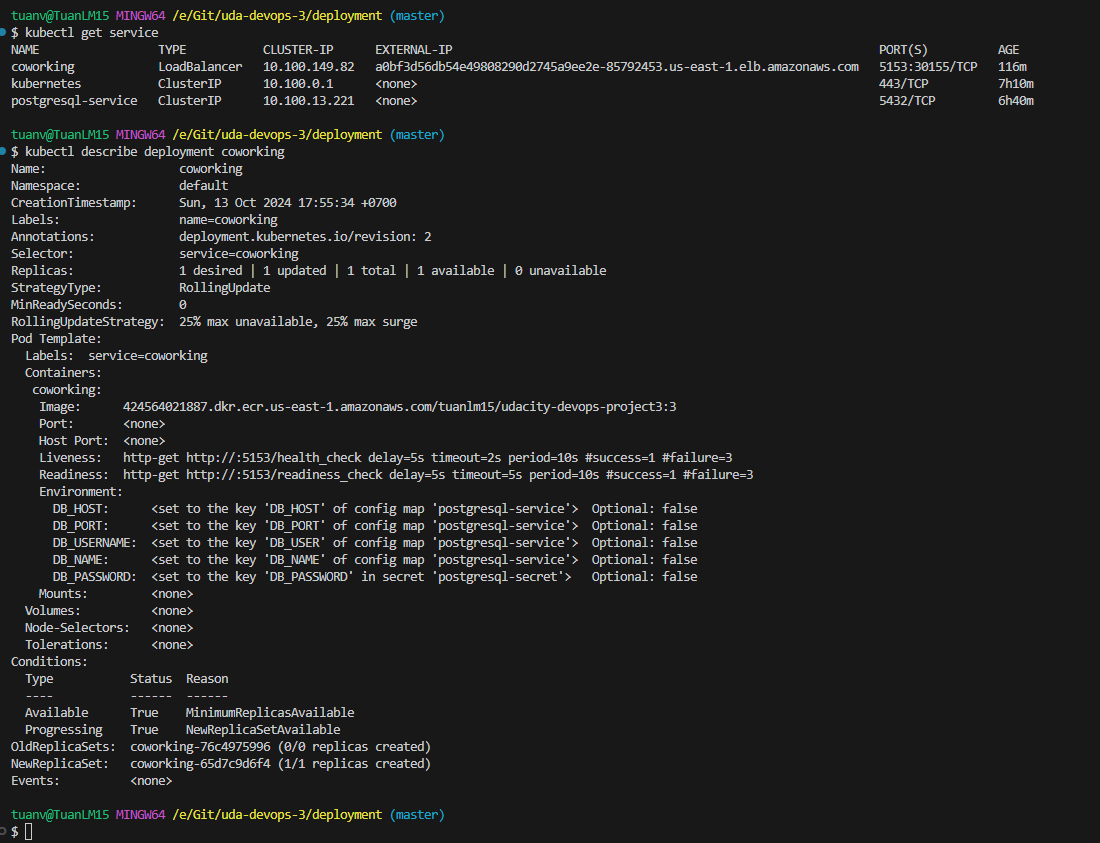 tuanv@TuanLM15 MINGW64 /e/Git/uda-devops-3/deployment (master)
$ kubectl get service
NAME TYPE CLUSTER-IP EXTERNAL-IP PORT(S) AGE
coworking LoadBalancer 10.100.149.82 a0bf3d56db54e49808290d2745a9ee2e-85792453.us-east-1.elb.amazonaws.com 5153:30155/TCP 116m
kubernetes ClusterIP 10.100.0.1 <none> 443/TCP 7h10m
postgresql-service ClusterIP 10.100.13.221 <none> 5432/TCP 6h40m
tuanv@TuanLM15 MINGW64 /e/Git/uda-devops-3/deployment (master)
$ kubectl describe deployment coworking
Name: coworking
Namespace: default
CreationTimestamp: Sun, 13 Oct 2024 17:55:34 +0700
Labels: name=coworking
Annotations: deployment.kubernetes.io/revision: 2
Selector: service=coworking
Replicas: 1 desired | 1 updated | 1 total | 1 available | 0 unavailable
StrategyType: RollingUpdate
MinReadySeconds: 0
RollingUpdateStrategy: 25% max unavailable, 25% max surge
Pod Template:
Labels: service=coworking
Containers:
coworking:
Image: 424564021887.dkr.ecr.us-east-1.amazonaws.com/tuanlm15/udacity-devops-project3:3
Port: <none>
Host Port: <none>
Liveness: http-get http://:5153/health_check delay=5s timeout=2s period=10s #success=1 #failure=3
Readiness: http-get http://:5153/readiness_check delay=5s timeout=5s period=10s #success=1 #failure=3
Environment:
DB_HOST: <set to the key 'DB_HOST' of config map 'postgresql-service'> Optional: false
DB_PORT: <set to the key 'DB_PORT' of config map 'postgresql-service'> Optional: false
DB_USERNAME: <set to the key 'DB_USER' of config map 'postgresql-service'> Optional: false
DB_NAME: <set to the key 'DB_NAME' of config map 'postgresql-service'> Optional: false
DB_PASSWORD: <set to the key 'DB_PASSWORD' in secret 'postgresql-secret'> Optional: false
Mounts: <none>
Volumes: <none>
Node-Selectors: <none>
Tolerations: <none>
Conditions:
Type Status Reason
---- ------ ------
Available True MinimumReplicasAvailable
Progressing True NewReplicaSetAvailable
OldReplicaSets: coworking-76c4975996 (0/0 replicas created)
NewReplicaSet: coworking-65d7c9d6f4 (1/1 replicas created)
Events: <none>
tuanv@TuanLM15 MINGW64 /e/Git/uda-devops-3/deployment (master)
$